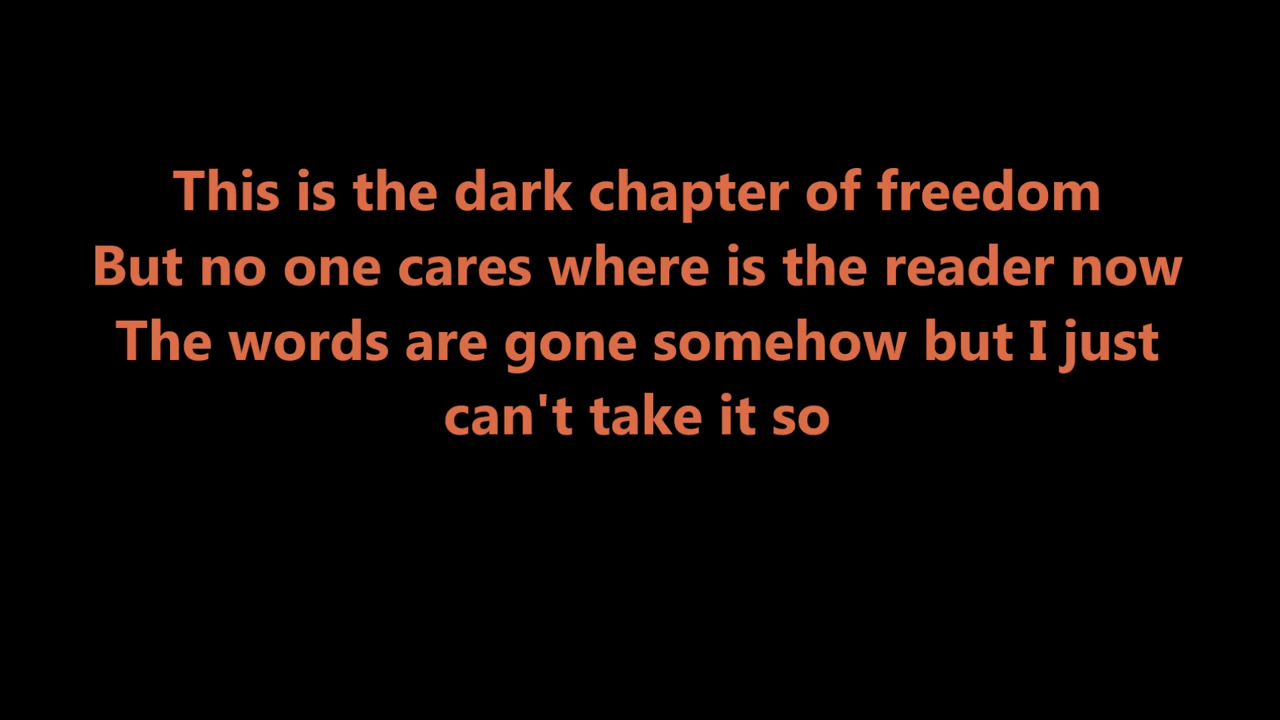 This is the dark chapter of freedom
But no one cares where is the reader now
The words are gone somehow but I just
can't take it so